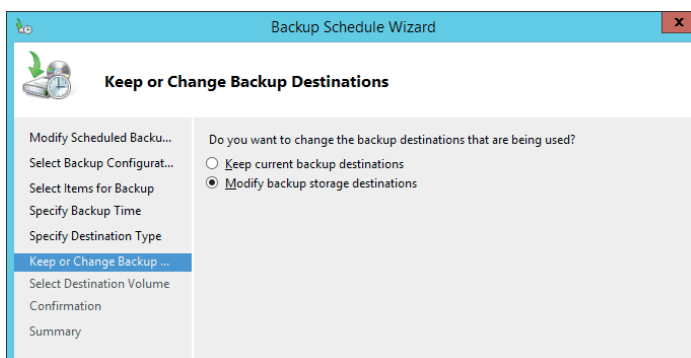 Backup Schedule Wizard
x
Keep or Change Backup Destinations
Modify Scheduled Backu...
Select Backup Configurat...
Select Items for Backup
Specify Backup Time
Specify Destination Type
Keep or Change Backup ...
Select Destination Volume
Confirmation
Summary
Do you want to change the backup destinations that are being used?
Keep current backup destinations
Modify backup storage destinations